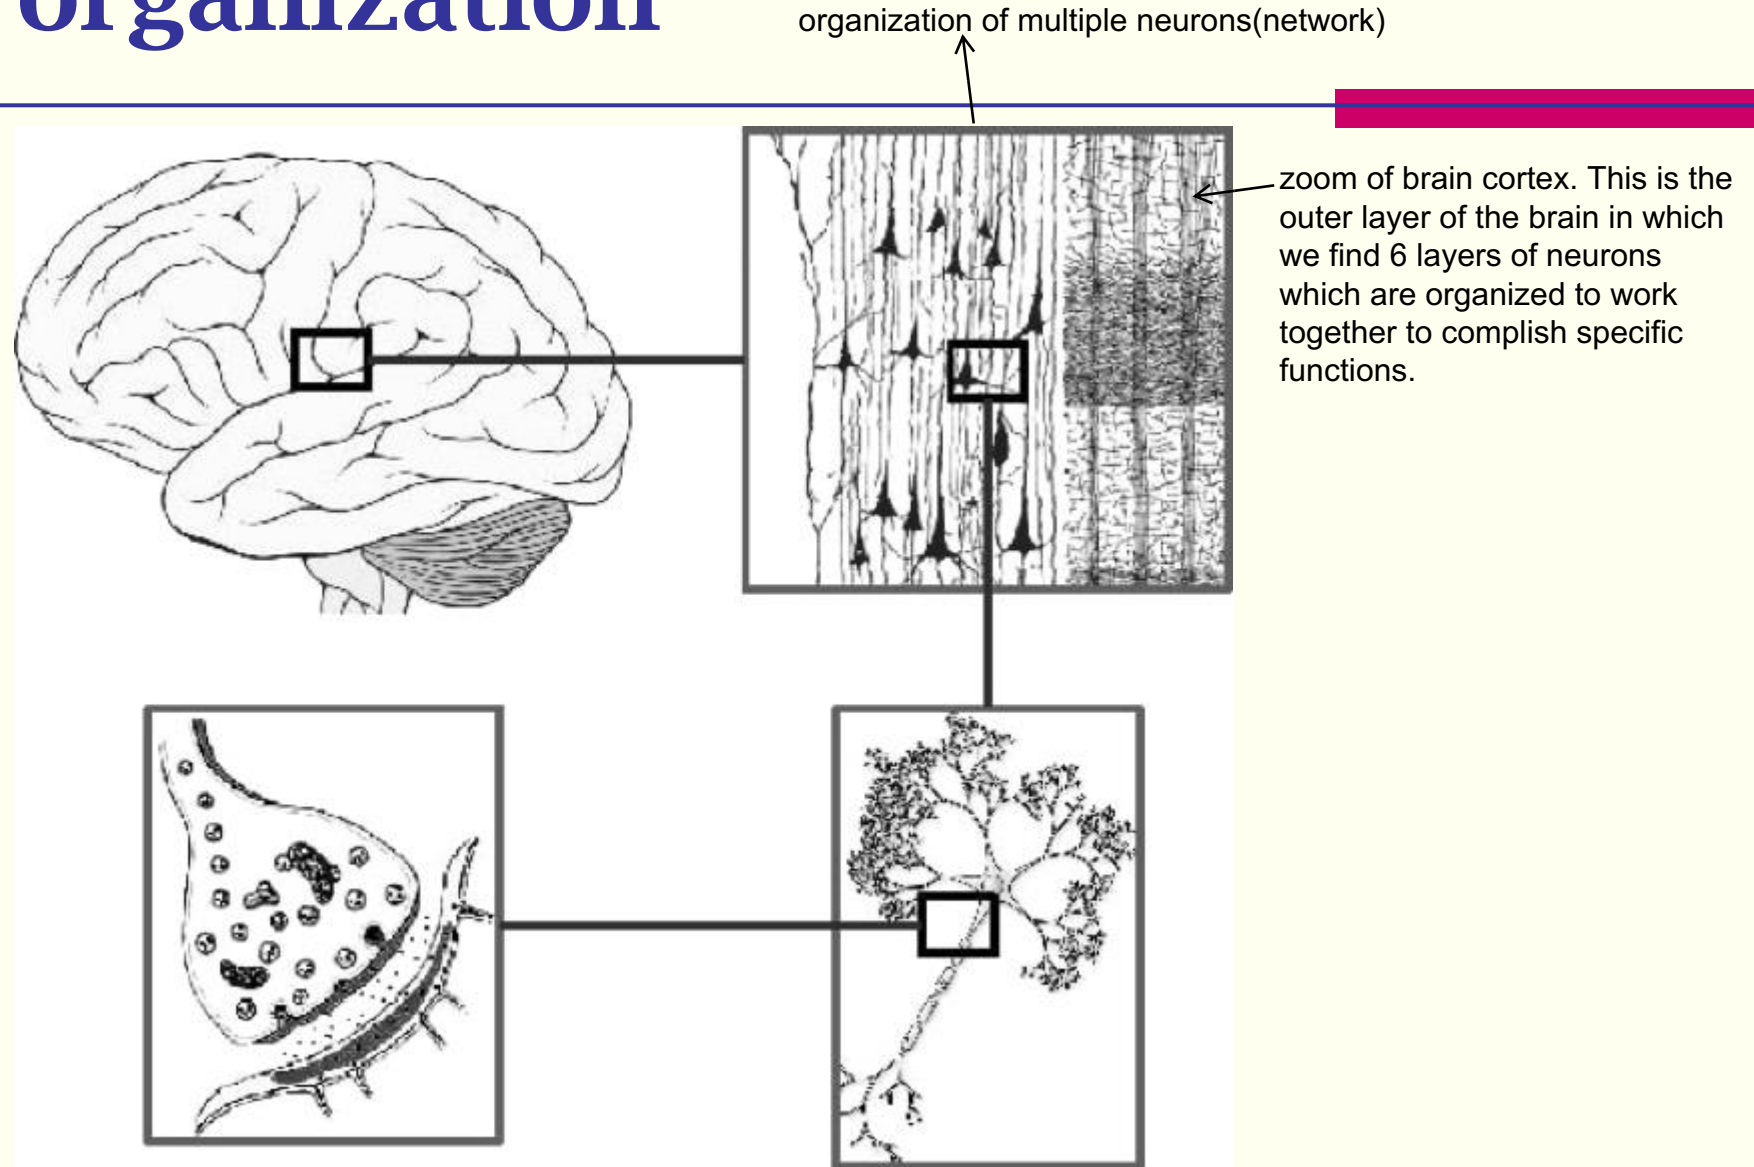 organization
organization of multiple neurons(network)
zoom of brain cortex. This is the
outer layer of the brain in which
we find 6 layers of neurons
which are organized to work
together to complish specific
functions.